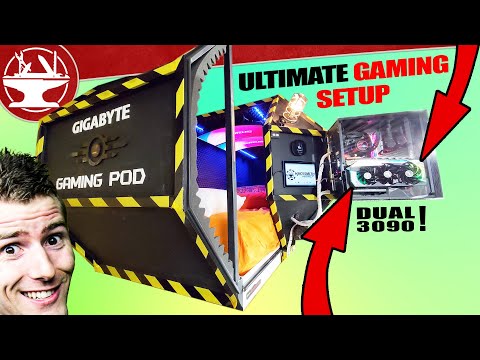 ULTIMATE GAMING
SETUP
GIGABYTE
GAMING POD
DUAL
3090!